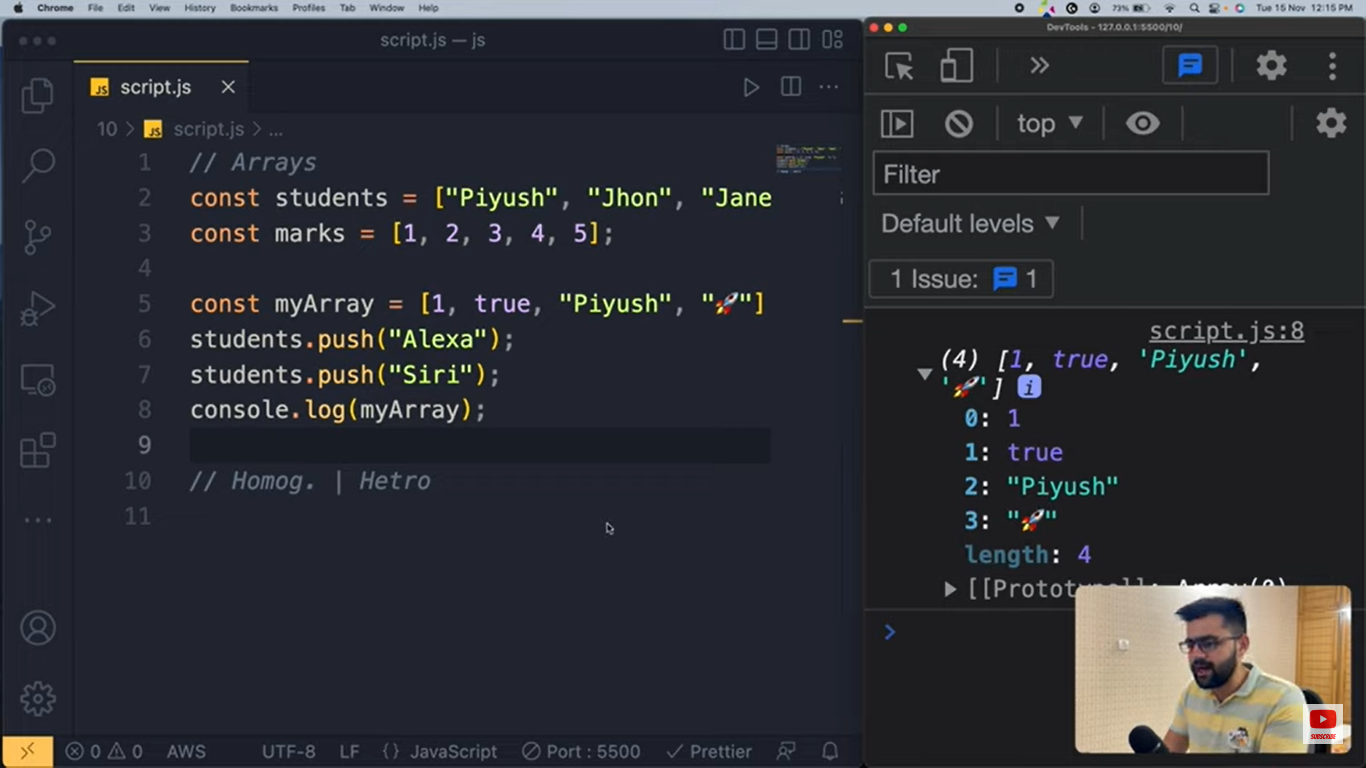 Chrome File Edit View History Bookmarks Profiles Tab Window Help 73% Tue 15 Nov 12:15 PM
script.js — js
JS script.js
10 > JS script.js > ...
1 // Arrays
2 const students = ["Piyush", "Jhon", "Jane
3 const marks = [1, 2, 3, 4, 5];
4
5 const myArray = [1, true, "Piyush", "🚀"]
6 students.push("Alexa");
7 students.push("Siri");
8 console.log(myArray);
9
10 // Homog. | Hetro
11
0 0 AWS UTF-8 LF {} JavaScript Port : 5500 Prettier
DevTools - 127.0.0.1:5500/10/
top
Filter
Default levels
1 Issue: 1
script.js:8
(4) [1, true, 'Piyush',
'🚀'] i
0: 1
1: true
2: "Piyush"
3: "🚀"
length: 4
[[Prototype]]: Array(0)
SUBSCRIBE